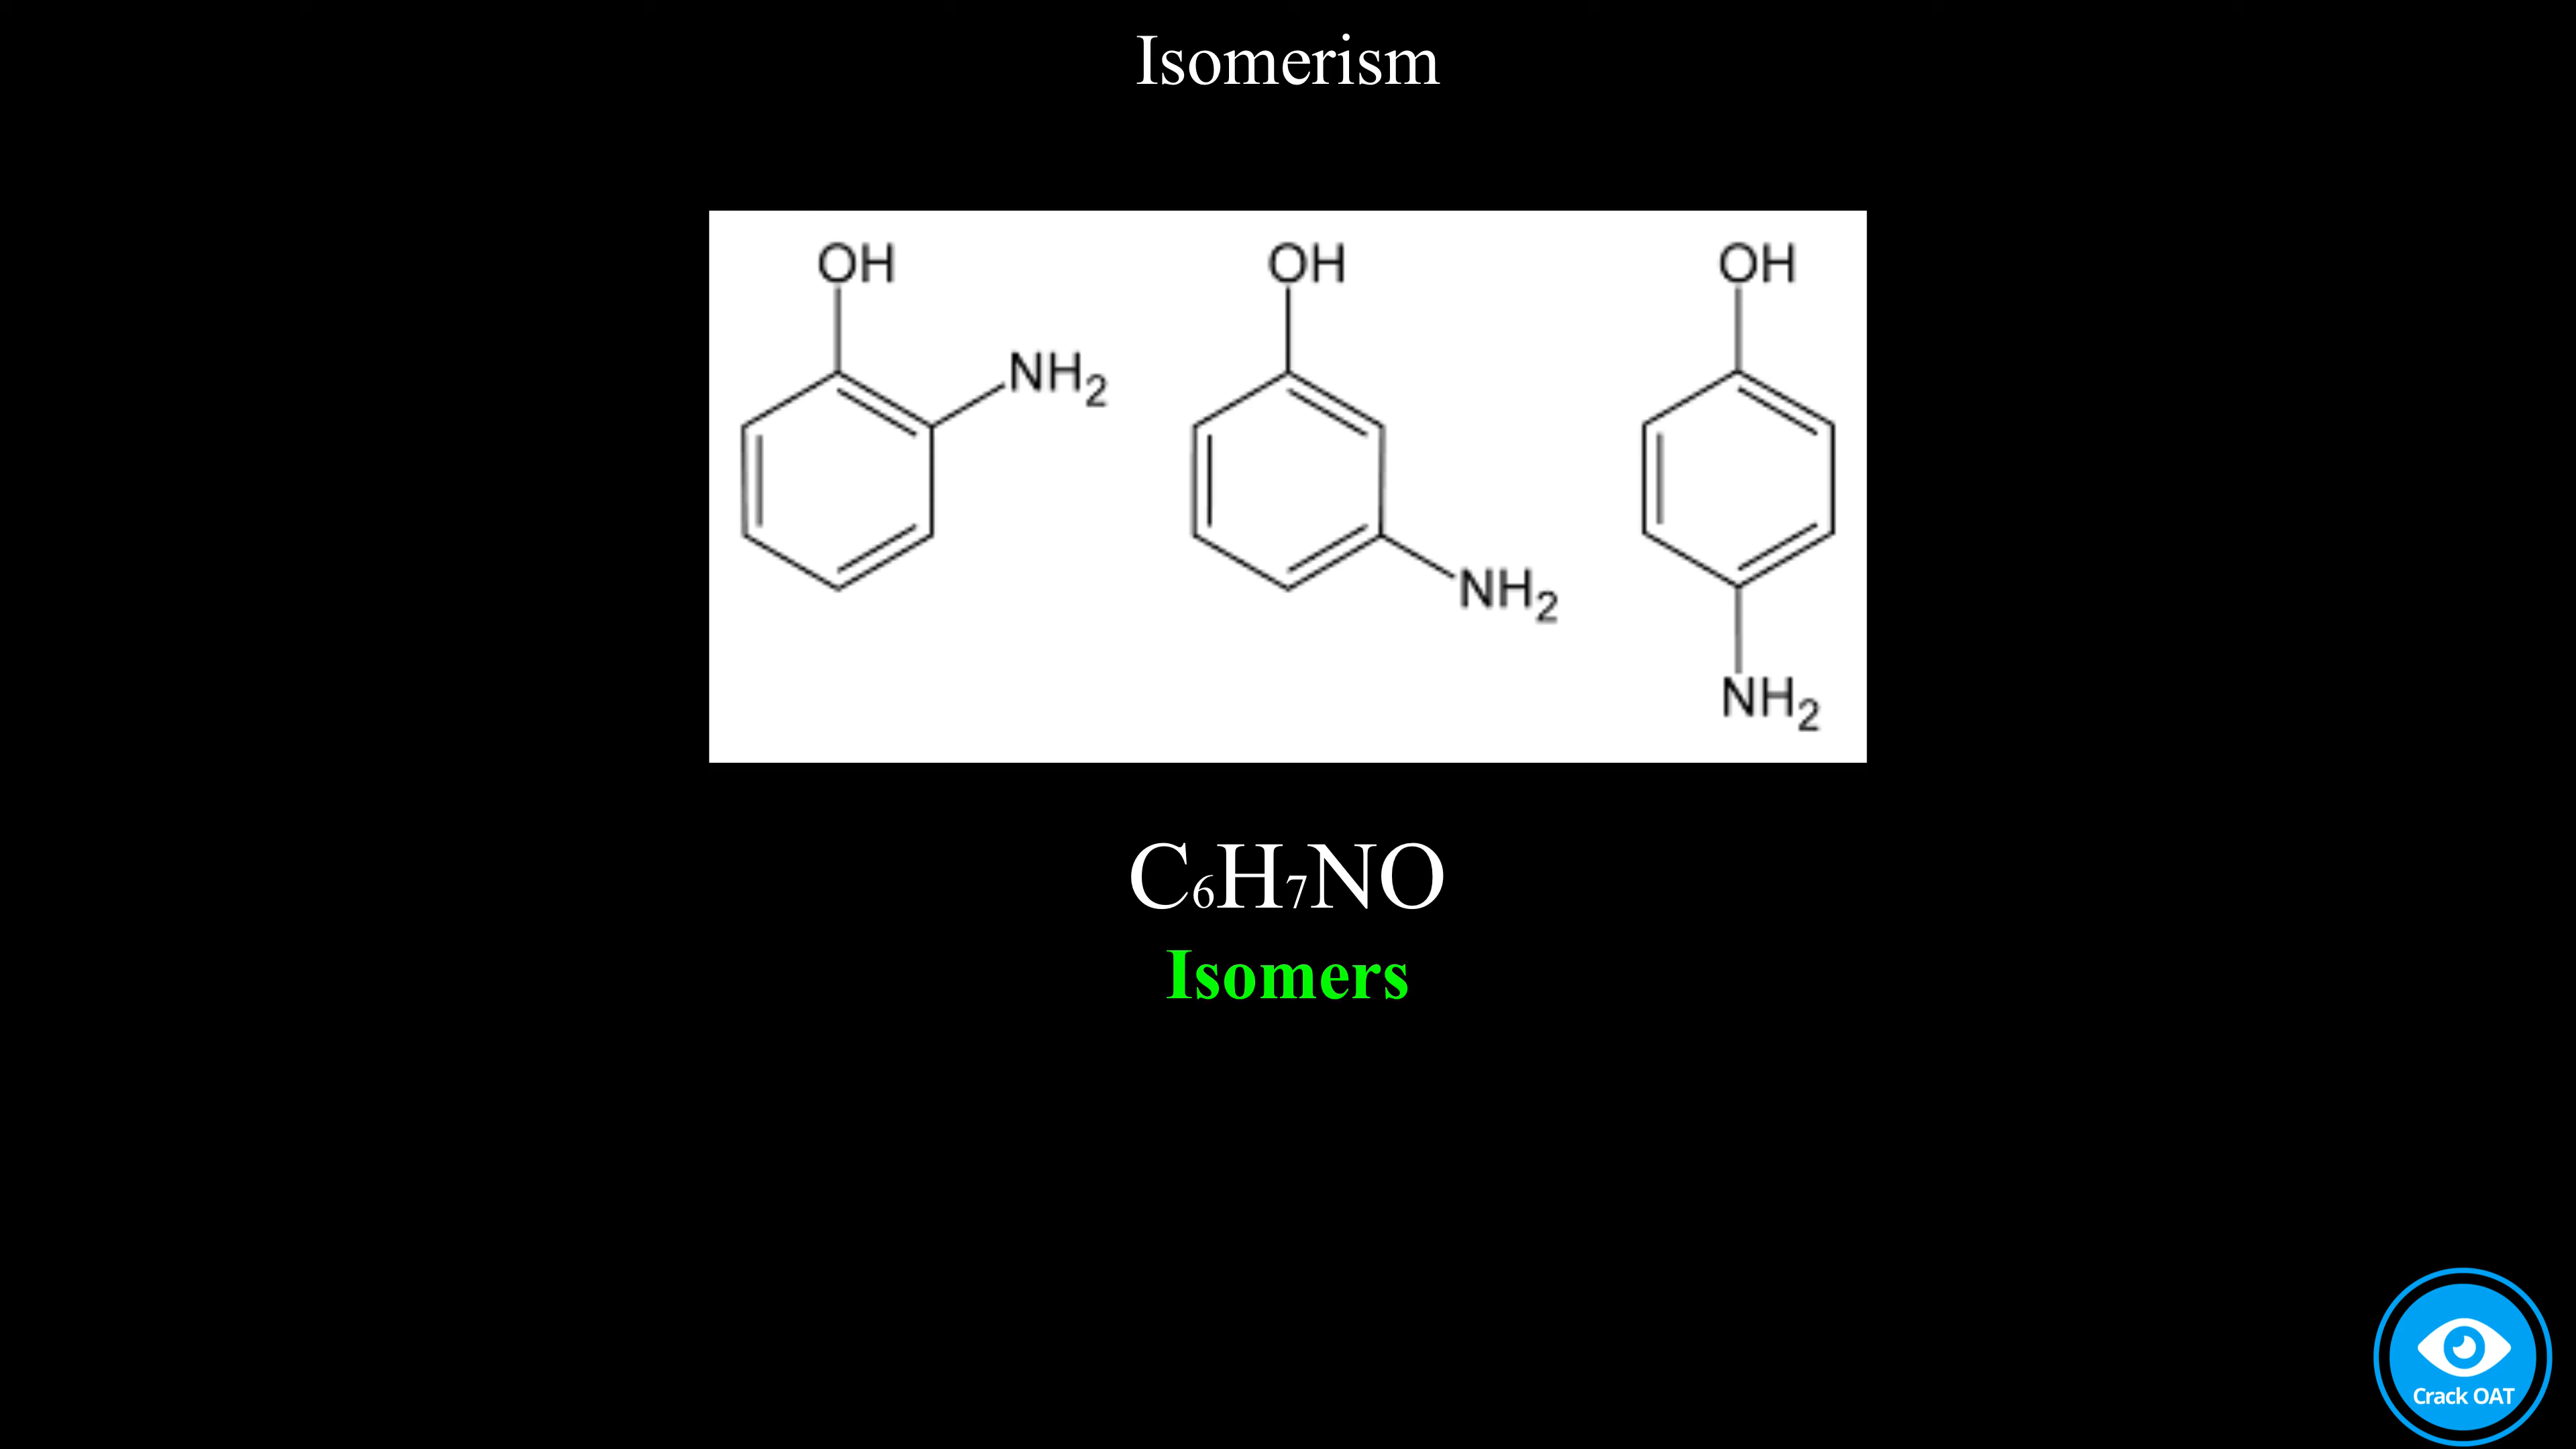 Isomerism
OH OH OH
NH₂
NH₂
NH₂
C₆H₇NO
Isomers
Crack OAT